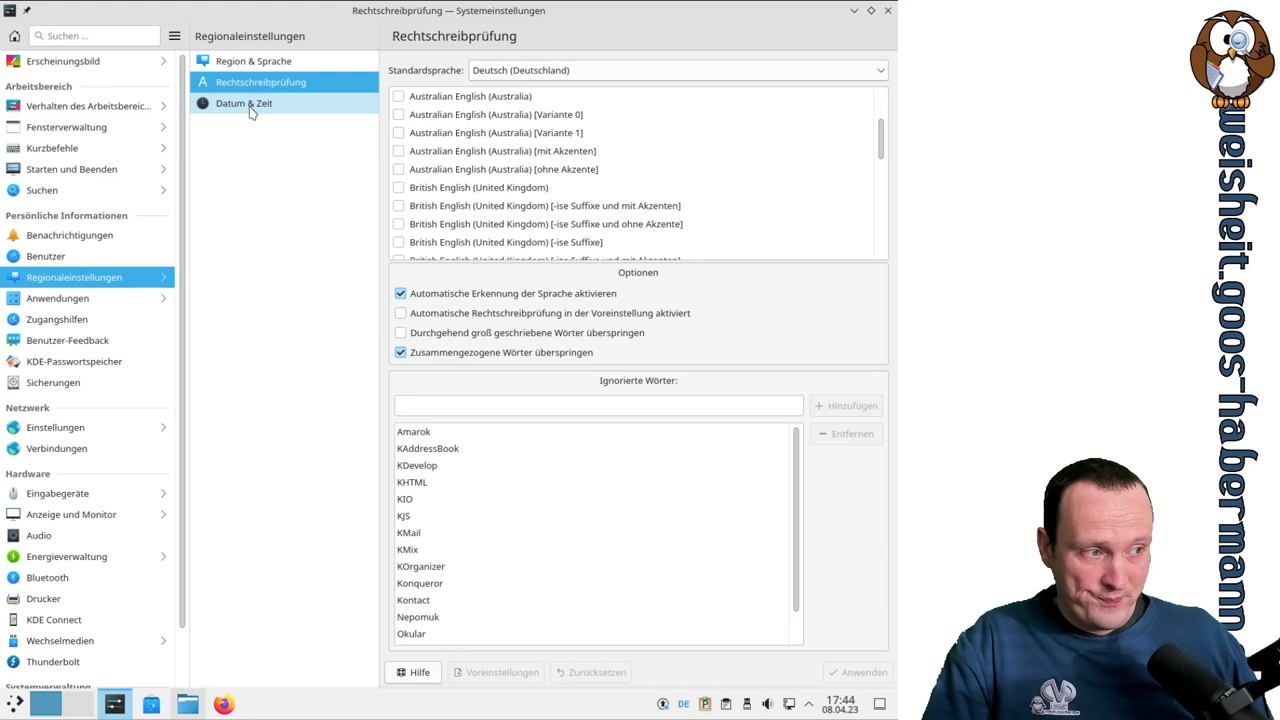 Rechtschreibprüfung — Systemeinstellungen
Suchen ...
Regionaleinstellungen
Rechtschreibprüfung
Erscheinungsbild
Arbeitsbereich
Verhalten des Arbeitsbereic...
Fensterverwaltung
Kurzbefehle
Starten und Beenden
Suchen
Persönliche Informationen
Benachrichtigungen
Benutzer
Regionaleinstellungen
Anwendungen
Zugangshilfen
Benutzer-Feedback
KDE-Passwortspeicher
Sicherungen
Netzwerk
Einstellungen
Verbindungen
Hardware
Eingabegeräte
Anzeige und Monitor
Audio
Energieverwaltung
Bluetooth
Drucker
KDE Connect
Wechselmedien
Thunderbolt
Systemverwaltung
Region & Sprache
Rechtschreibprüfung
Datum & Zeit
Standardsprache: Deutsch (Deutschland)
Australian English (Australia)
Australian English (Australia) [Variante 0]
Australian English (Australia) [Variante 1]
Australian English (Australia) [mit Akzenten]
Australian English (Australia) [ohne Akzente]
British English (United Kingdom)
British English (United Kingdom) [-ise Suffixe und mit Akzenten]
British English (United Kingdom) [-ise Suffixe und ohne Akzente]
British English (United Kingdom) [-ise Suffixe]
Optionen
Automatische Erkennung der Sprache aktivieren
Automatische Rechtschreibprüfung in der Voreinstellung aktiviert
Durchgehend groß geschriebene Wörter überspringen
Zusammengezogene Wörter überspringen
Ignorierte Wörter:
Hinzufügen
Entfernen
Amarok
KAddressBook
KDevelop
KHTML
KIO
KJS
KMail
KMix
KOrganizer
Konqueror
Kontact
Nepomuk
Okular
Hilfe
Voreinstellungen
Zurücksetzen
Anwenden
DE
17:44
08.04.23
weisheit.goos-habermann